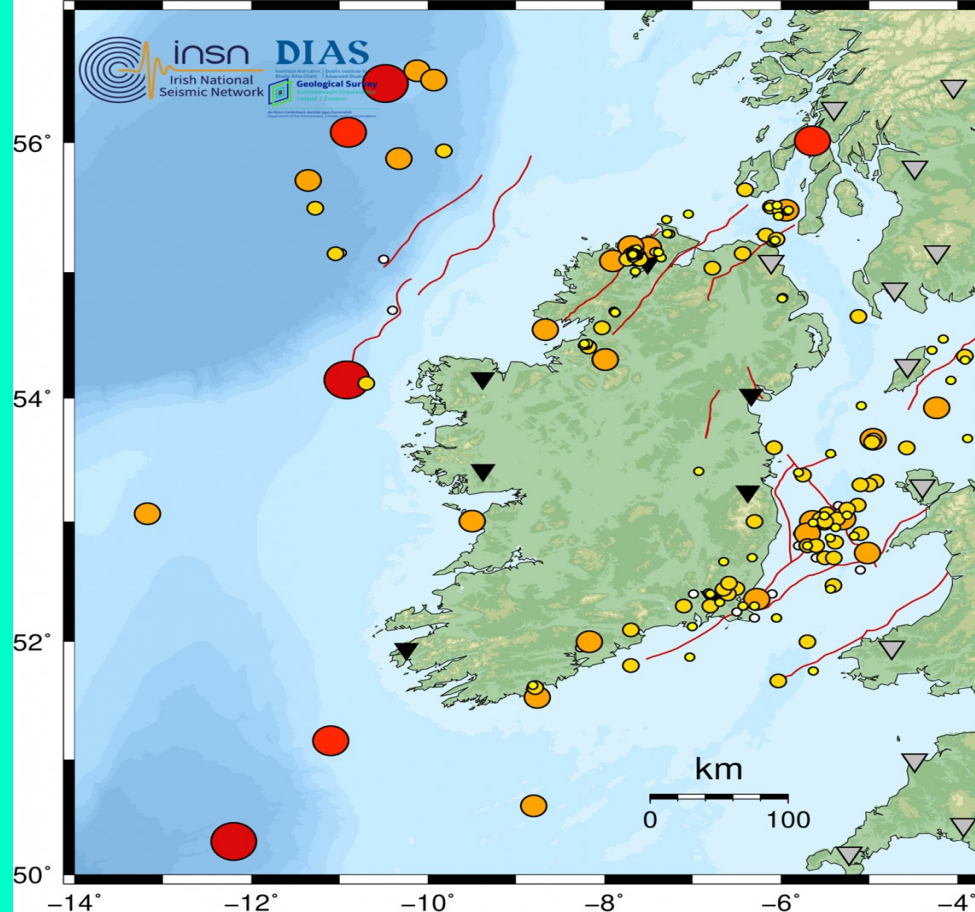 insn
Irish National
Seismic Network
DIAS
Geological Survey
56°
54°
52°
50°
km
0 100
−14° −12° −10° −8° −6° −4°